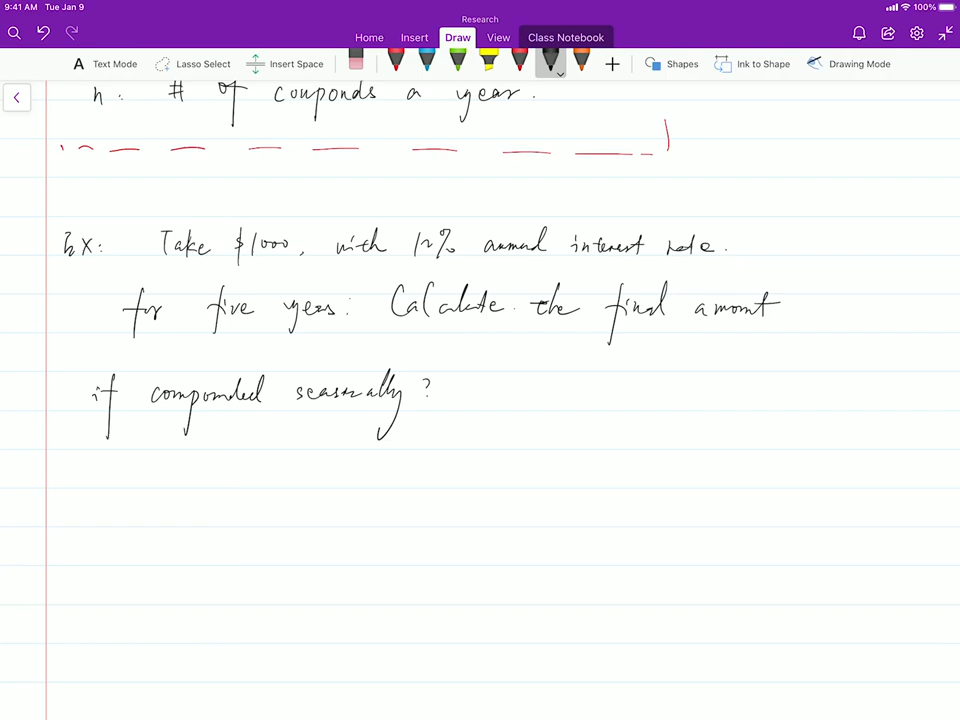 9:41 AM Tue Jan 9
100%
Research
Home Insert Draw View Class Notebook
Text Mode Lasso Select Insert Space Shapes Ink to Shape Drawing Mode
n: # of couponds a year.
Ex: Take $1000, with 12% annual interest rate.
for five years: Calculate the final amount
if compounded seasonally?